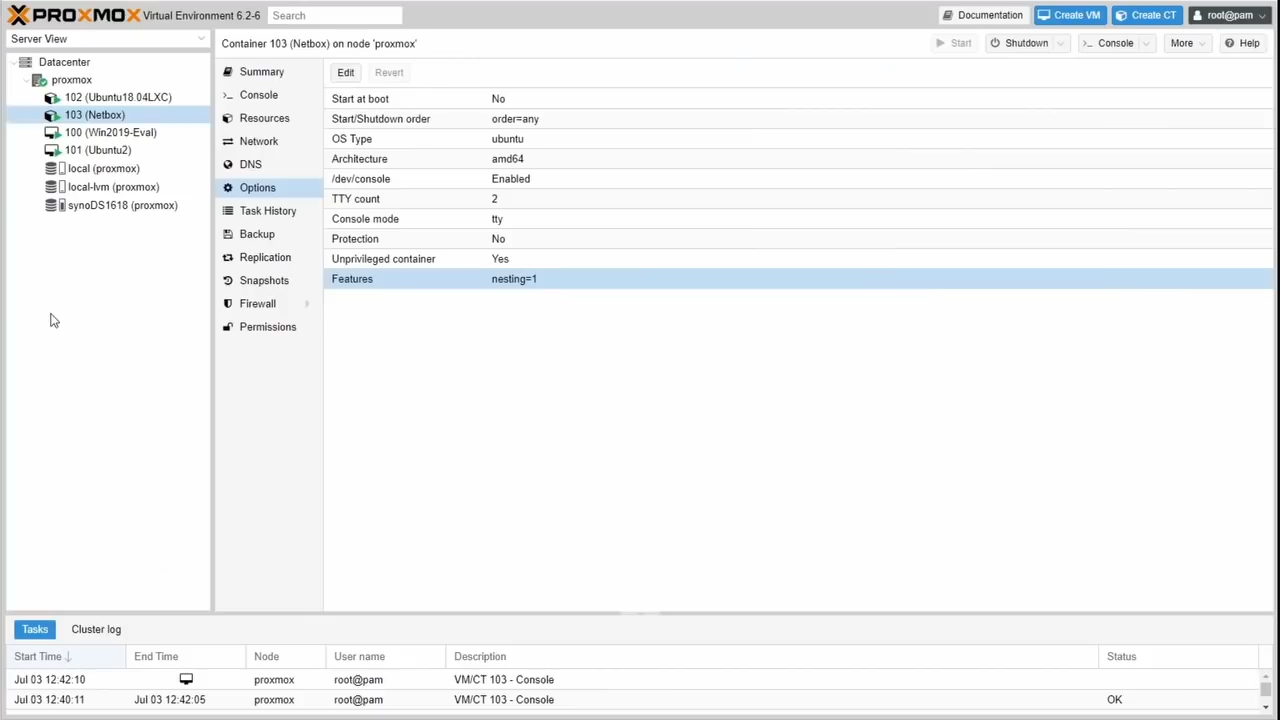 PROXMOX Virtual Environment 6.2-6 Search Documentation Create VM Create CT root@pam
Server View
Datacenter
proxmox
102 (Ubuntu18.04LXC)
103 (Netbox)
100 (Win2019-Eval)
101 (Ubuntu2)
local (proxmox)
local-lvm (proxmox)
synoDS1618 (proxmox)
Container 103 (Netbox) on node 'proxmox' Start Shutdown Console More Help
Summary
Console
Resources
Network
DNS
Options
Task History
Backup
Replication
Snapshots
Firewall
Permissions
Edit Revert
Start at boot No
Start/Shutdown order order=any
OS Type ubuntu
Architecture amd64
/dev/console Enabled
TTY count 2
Console mode tty
Protection No
Unprivileged container Yes
Features nesting=1
Tasks Cluster log
Start Time End Time Node User name Description Status
Jul 03 12:42:10 proxmox root@pam VM/CT 103 - Console
Jul 03 12:40:11 Jul 03 12:42:05 proxmox root@pam VM/CT 103 - Console OK